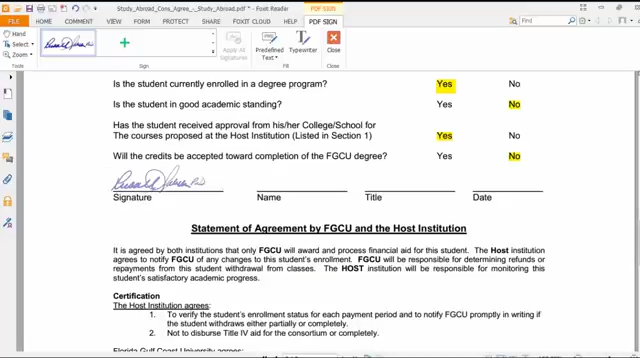 Study_Abroad_Cons_Agree_-_Study_Abroad.pdf * - Foxit Reader
PDF SIGN
FILE HOME COMMENT VIEW FORM PROTECT SHARE FOXIT CLOUD HELP PDF SIGN
Hand
Select
Zoom
Tools
Apply All
Signatures
Predefined
Text
Typewriter
Close
Sign
Fill
Close
Is the student currently enrolled in a degree program? Yes No
Is the student in good academic standing? Yes No
Has the student received approval from his/her College/School for
The courses proposed at the Host Institution (Listed in Section 1) Yes No
Will the credits be accepted toward completion of the FGCU degree? Yes No
Signature Name Title Date
Statement of Agreement by FGCU and the Host Institution
It is agreed by both institutions that only FGCU will award and process financial aid for this student. The Host institution
agrees to notify FGCU of any changes to this student's enrollment. FGCU will be responsible for determining refunds or
repayments from this student withdrawal from classes. The HOST institution will be responsible for monitoring this
student's satisfactory academic progress.
Certification
The Host Institution agrees:
1. To verify the student's enrollment status for each payment period and to notify FGCU promptly in writing if
the student withdraws either partially or completely.
2. Not to disburse Title IV aid for the consortium or completely.
Florida Gulf Coast University agrees: